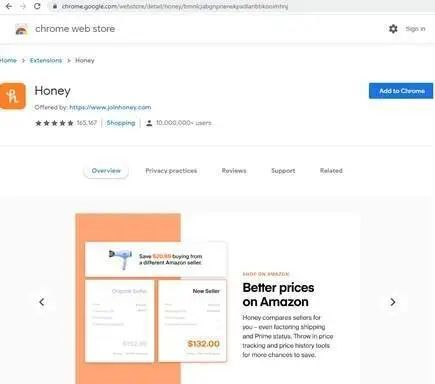 chrome.google.com/webstore/detail/honey/
chrome web store
Sign in
Home > Extensions > Honey
Honey
Add to Chrome
Offered by: https://www.joinhoney.com
165,167 | Shopping | 10,000,000+ users
Overview
Privacy practices
Reviews
Support
Related
Save $20.95 buying from
a different Amazon seller.
Original Seller
New Seller
$152.95
$132.00
SHOP ON AMAZON
Better prices
on Amazon
Honey compares sellers for
you – even factoring shipping
and Prime status. Throw in price
tracking and price history tools
for more chances to save.